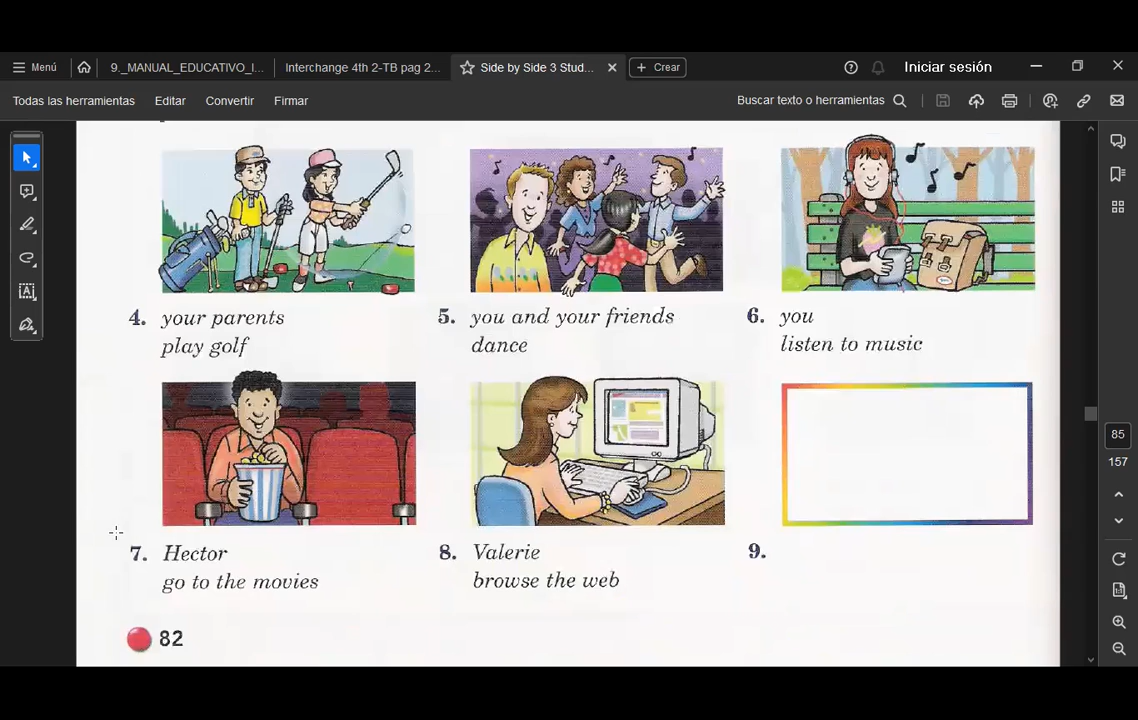 Menú
9._MANUAL_EDUCATIVO_I...
Interchange 4th 2-TB pag 2...
Side by Side 3 Stud...
Crear
Iniciar sesión
Todas las herramientas
Editar
Convertir
Firmar
Buscar texto o herramientas
4. your parents
play golf
5. you and your friends
dance
6. you
listen to music
7. Hector
go to the movies
8. Valerie
browse the web
9.
82
85
157